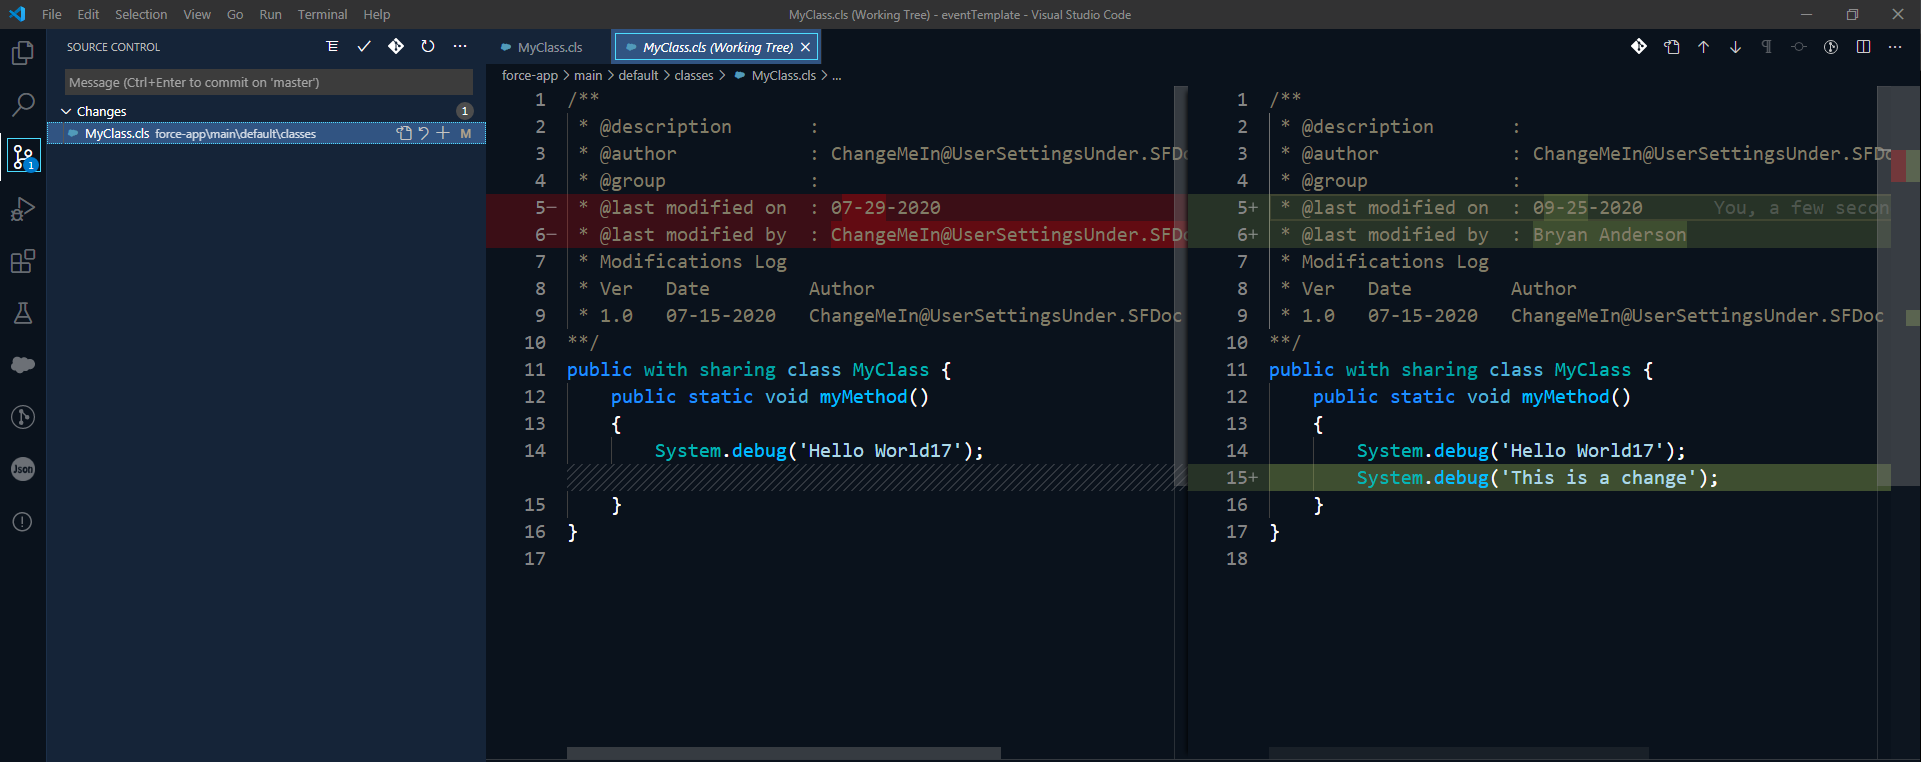 File Edit Selection View Go Run Terminal Help
MyClass.cls (Working Tree) - eventTemplate - Visual Studio Code
SOURCE CONTROL
Message (Ctrl+Enter to commit on 'master')
Changes 1
MyClass.cls force-app\main\default\classes M
1
Json
MyClass.cls
MyClass.cls (Working Tree)
force-app > main > default > classes > MyClass.cls > ...
1 /**
2 * @description :
3 * @author : ChangeMeIn@UserSettingsUnder.SFDo
4 * @group :
5− * @last modified on : 07-29-2020
6− * @last modified by : ChangeMeIn@UserSettingsUnder.SFDo
7 * Modifications Log
8 * Ver Date Author
9 * 1.0 07-15-2020 ChangeMeIn@UserSettingsUnder.SFDoc
10 **/
11 public with sharing class MyClass {
12 public static void myMethod()
13 {
14 System.debug('Hello World17');
15 }
16 }
17
1 /**
2 * @description :
3 * @author : ChangeMeIn@UserSettingsUnder.SFDoc
4 * @group :
5+ * @last modified on : 09-25-2020 You, a few secon
6+ * @last modified by : Bryan Anderson
7 * Modifications Log
8 * Ver Date Author
9 * 1.0 07-15-2020 ChangeMeIn@UserSettingsUnder.SFDoc
10 **/
11 public with sharing class MyClass {
12 public static void myMethod()
13 {
14 System.debug('Hello World17');
15+ System.debug('This is a change');
16 }
17 }
18